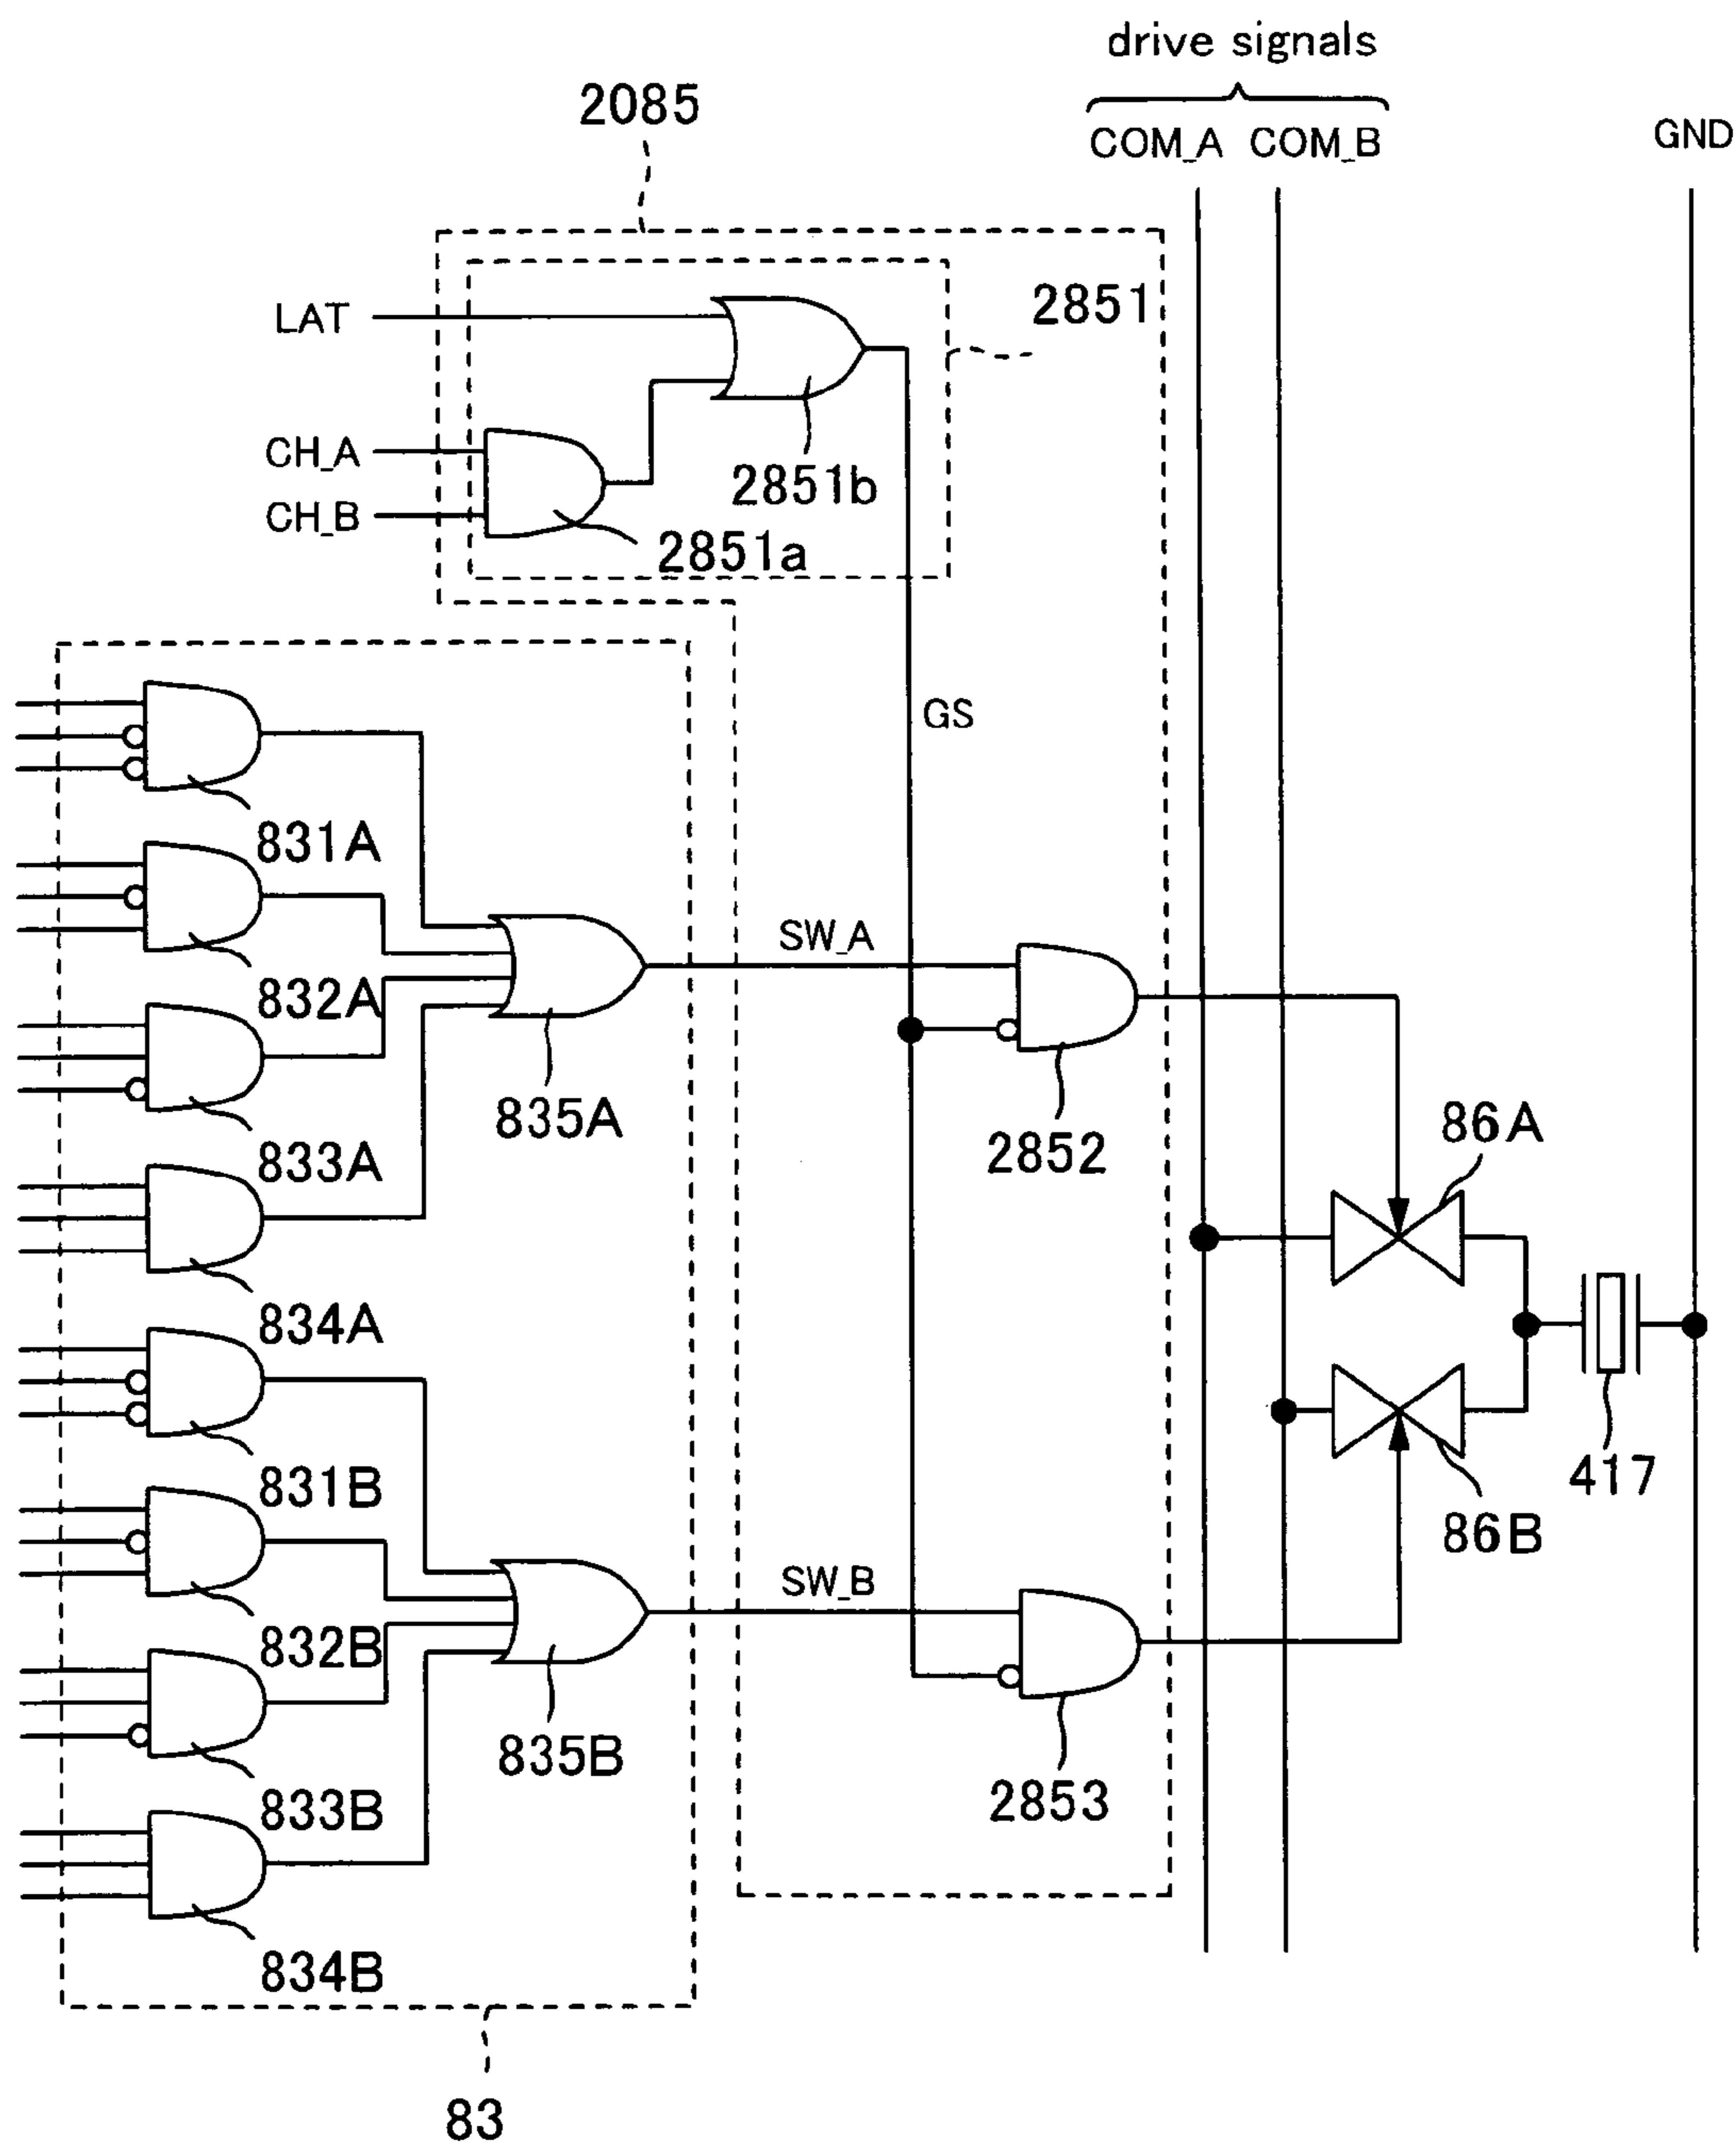 drive signals
2085
COM_A COM_B
GND
LAT
2851
CH_A
2851b
CH_B
2851a
GS
831A
SW_A
832A
835A
86A
2852
833A
834A
417
831B
86B
SW_B
832B
835B
2853
833B
834B
83